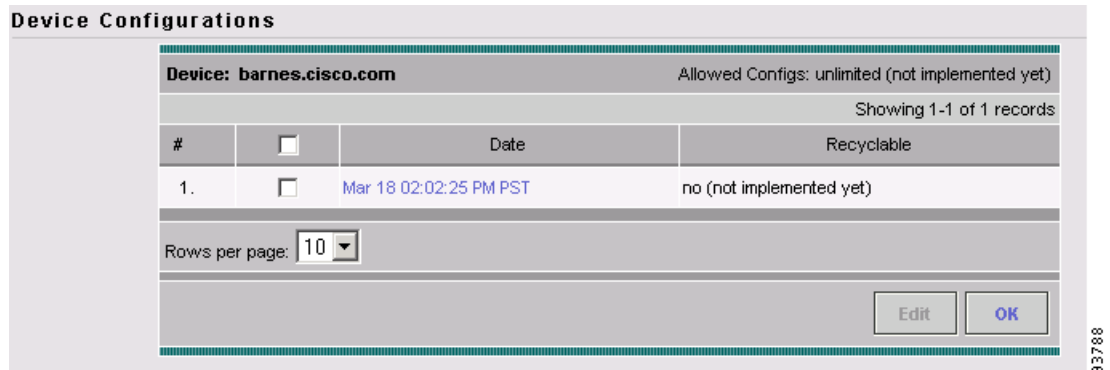 Device Configurations
Device: barnes.cisco.com Allowed Configs: unlimited (not implemented yet)
Showing 1-1 of 1 records
# Date Recyclable
1. Mar 18 02:02:25 PM PST no (not implemented yet)
Rows per page: 10
Edit OK
93788